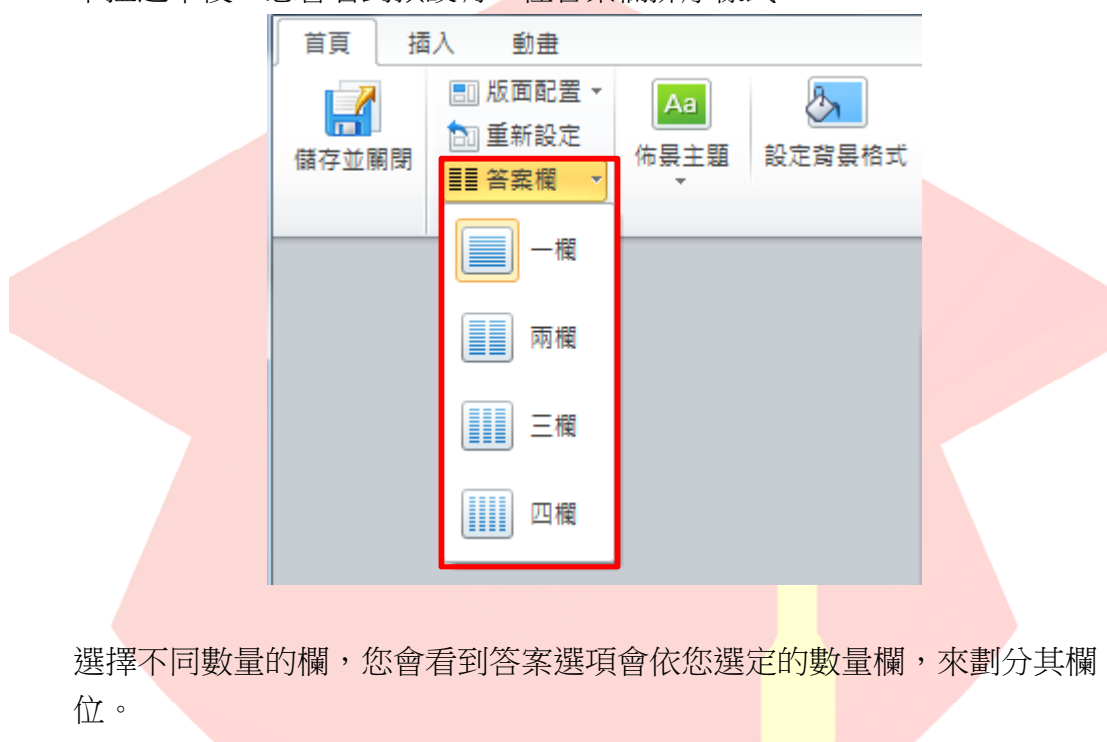 首頁 插入 動畫
版面配置
重新設定
答案欄
儲存並關閉
Aa
佈景主題
設定背景格式
一欄
兩欄
三欄
四欄
選擇不同數量的欄,您會看到答案選項會依您選定的數量欄,來劃分其欄
位。